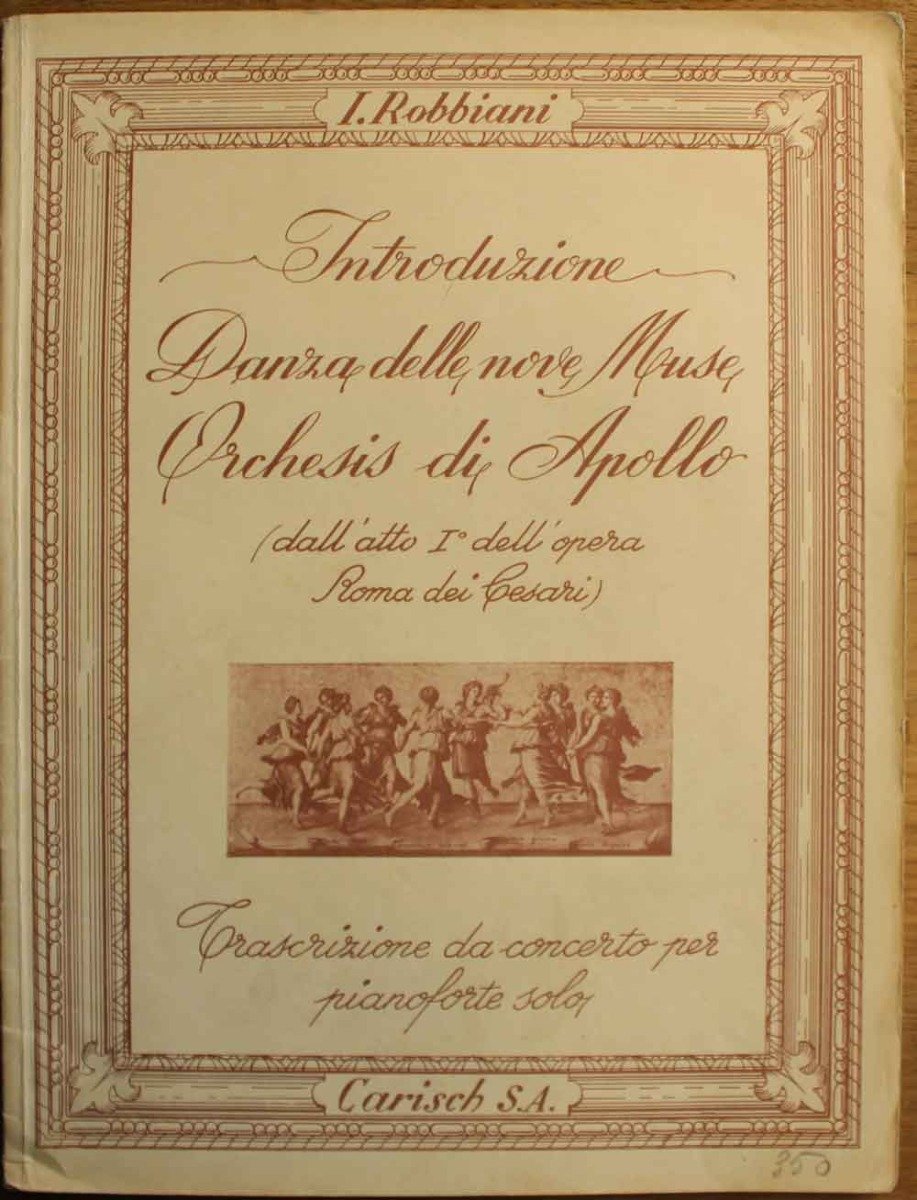 I. Robbiani
Introduzione
Danza delle nove Muse
Orchesis di Apollo
(dall'atto I° dell'opera
Roma dei Cesari)
Trascrizione da concerto per
pianoforte solo
Carisch S.A.
350